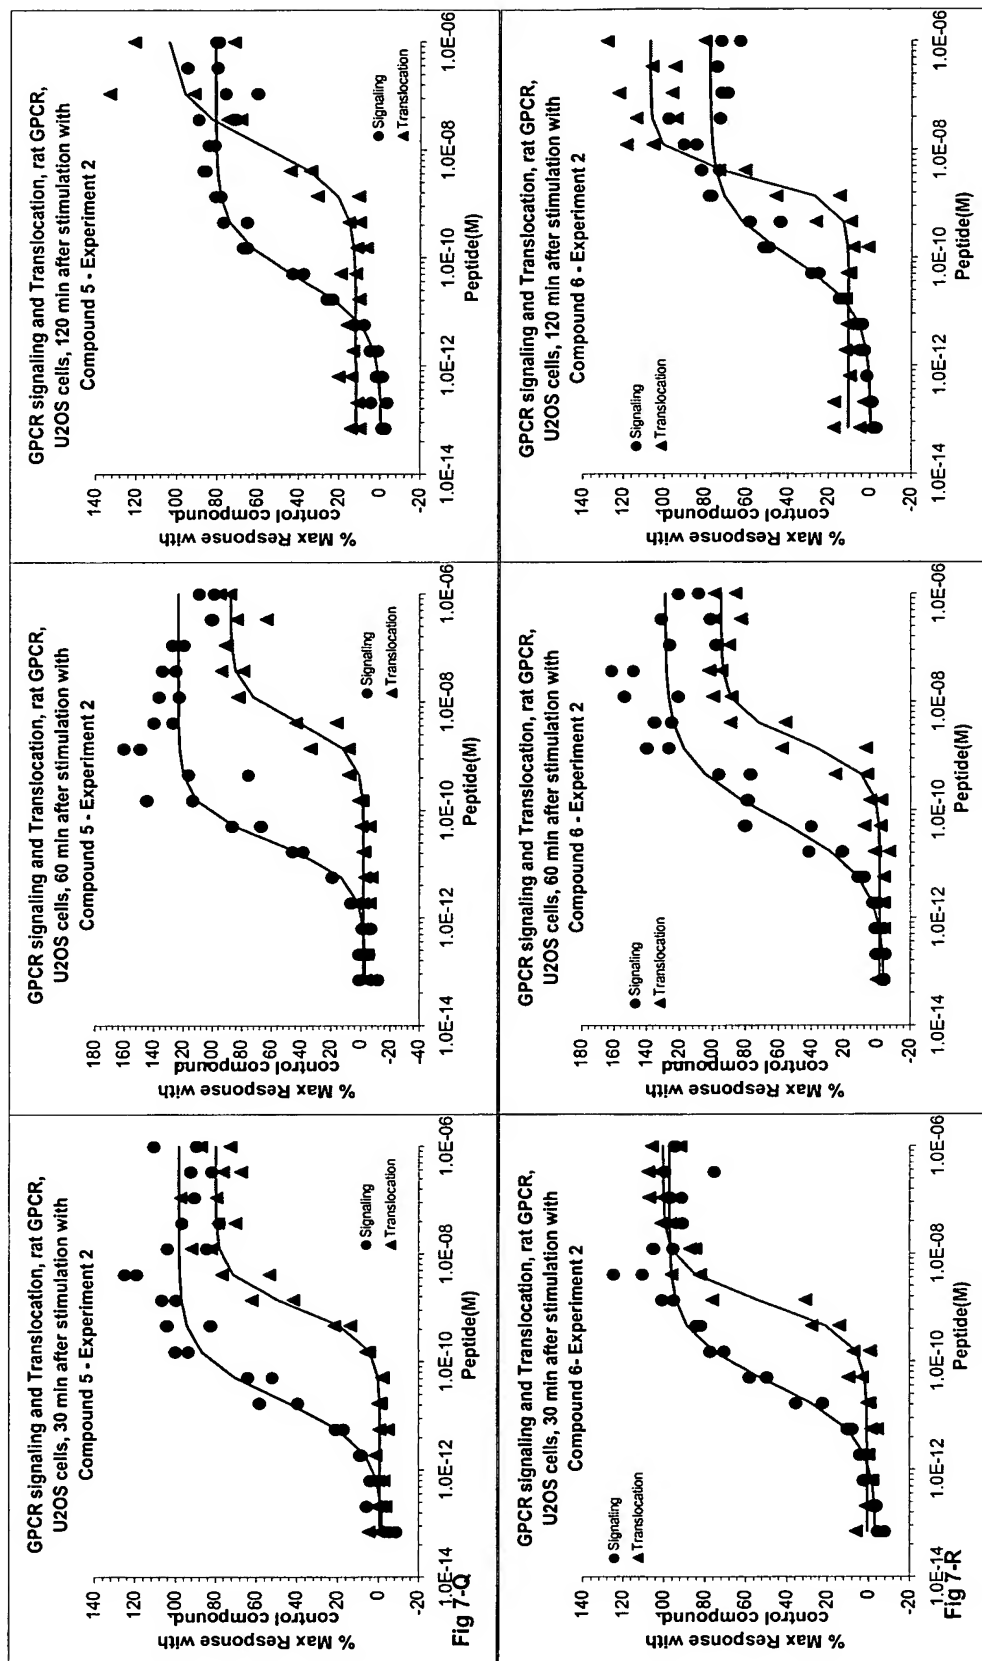 GPCR signaling and Translocation, rat GPCR,
U2OS cells, 30 min after stimulation with
Compound 5 - Experiment 2
% Max Response with
control compound
140
120
100
80
60
40
20
0
-20
1.0E-14
1.0E-12
1.0E-10
1.0E-08
1.0E-06
Peptide(M)
Signaling
Translocation
Fig 7-Q
GPCR signaling and Translocation, rat GPCR,
U2OS cells, 60 min after stimulation with
Compound 5 - Experiment 2
% Max Response with
control compound
180
160
140
120
100
80
60
40
20
0
-20
-40
1.0E-14
1.0E-12
1.0E-10
1.0E-08
1.0E-06
Peptide(M)
Signaling
Translocation
GPCR signaling and Translocation, rat GPCR,
U2OS cells, 120 min after stimulation with
Compound 5 - Experiment 2
% Max Response with
control compound
140
120
100
80
60
40
20
0
-20
1.0E-14
1.0E-12
1.0E-10
1.0E-08
1.0E-06
Peptide(M)
Signaling
Translocation
GPCR signaling and Translocation, rat GPCR,
U2OS cells, 30 min after stimulation with
Compound 6- Experiment 2
Signaling
Translocation
% Max Response with
control compound
140
120
100
80
60
40
20
0
-20
1.0E-14
1.0E-12
1.0E-10
1.0E-08
1.0E-06
Peptide(M)
Fig 7-R
GPCR signaling and Translocation, rat GPCR,
U2OS cells, 60 min after stimulation with
Compound 6 - Experiment 2
Signaling
Translocation
% Max Response with
control compound
180
160
140
120
100
80
60
40
20
0
-20
1.0E-14
1.0E-12
1.0E-10
1.0E-08
1.0E-06
Peptide(M)
GPCR signaling and Translocation, rat GPCR,
U2OS cells, 120 min after stimulation with
Compound 6 - Experiment 2
Signaling
Translocation
% Max Response with
control compound
140
120
100
80
60
40
20
0
-20
1.0E-14
1.0E-12
1.0E-10
1.0E-08
1.0E-06
Peptide(M)